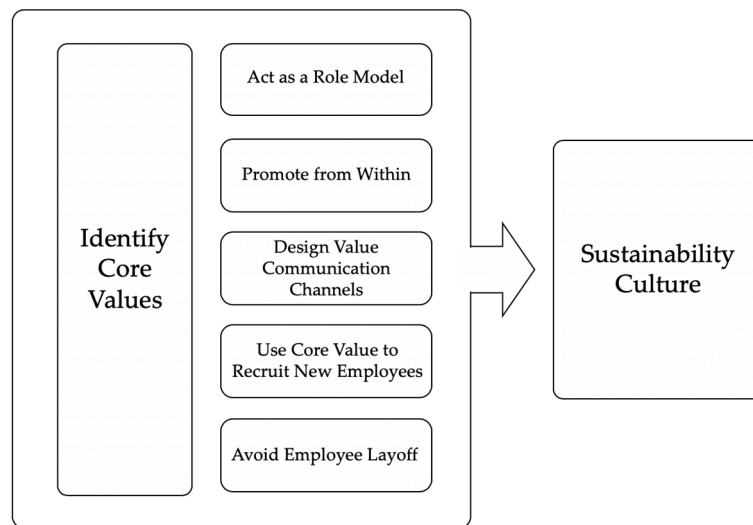 Identify
Core
Values
Act as a Role Model
Promote from Within
Design Value
Communication
Channels
Use Core Value to
Recruit New Employees
Avoid Employee Layoff
Sustainability
Culture